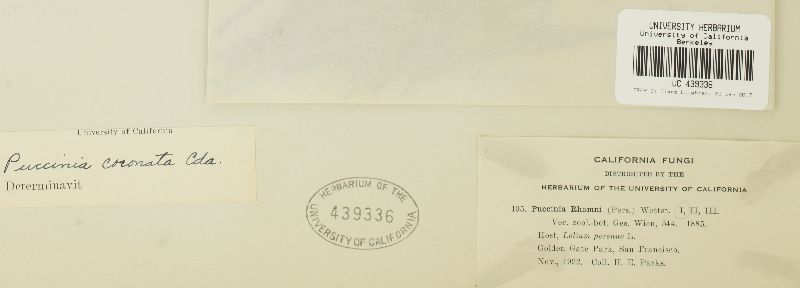 UNIVERSITY HERBARIUM
University of California
Berkeley
UC 439336
University of California
Puccinia coronata Cda.
Determinavit
HERBARIUM OF THE
439336
UNIVERSITY OF CALIFORNIA
CALIFORNIA FUNGI
DISTRIBUTED BY THE
HERBARIUM OF THE UNIVERSITY OF CALIFORNIA
105. Puccinia Rhamni (Pers.) Wettst. I, II, III.
Ver. zool.-bot. Ges. Wien, 544. 1885.
Host. Lolium perenne L.
Golden Gate Park, San Francisco.
Nov., 1922. Coll. H. E. Parks.